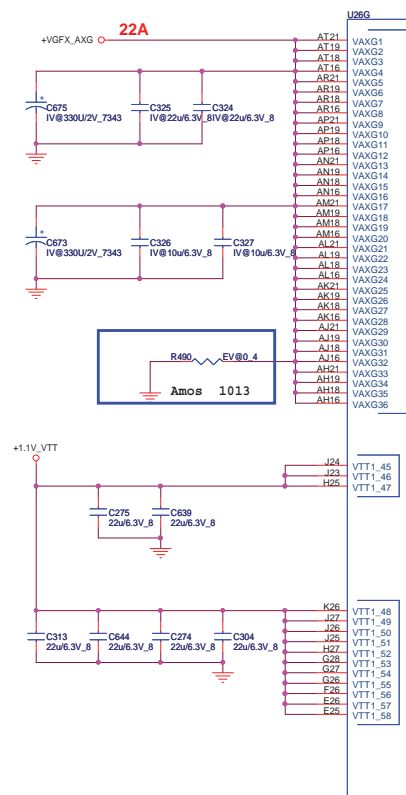 U26G
22A
+VGFX_AXG
AT21 VAXG1
AT19 VAXG2
AT18 VAXG3
AT16 VAXG4
AR21 VAXG5
AR19 VAXG6
AR18 VAXG7
AR16 VAXG8
AP21 VAXG9
AP19 VAXG10
AP18 VAXG11
AP16 VAXG12
AN21 VAXG13
AN19 VAXG14
AN18 VAXG15
AN16 VAXG16
AM21 VAXG17
AM19 VAXG18
AM18 VAXG19
AM16 VAXG20
AL21 VAXG21
AL19 VAXG22
AL18 VAXG23
AL16 VAXG24
AK21 VAXG25
AK19 VAXG26
AK18 VAXG27
AK16 VAXG28
AJ21 VAXG29
AJ19 VAXG30
AJ18 VAXG31
AJ16 VAXG32
AH21 VAXG33
AH19 VAXG34
AH18 VAXG35
AH16 VAXG36
C675
IV@330U/2V_7343
C325
IV@22u/6.3V_8
C324
IV@22u/6.3V_8
C673
IV@330U/2V_7343
C326
IV@10u/6.3V_8
C327
IV@10u/6.3V_8
R490 EV@0_4
Amos 1013
+1.1V_VTT
J24 VTT1_45
J23 VTT1_46
H25 VTT1_47
C275
22u/6.3V_8
C639
22u/6.3V_8
K26 VTT1_48
J27 VTT1_49
J26 VTT1_50
J25 VTT1_51
H27 VTT1_52
G28 VTT1_53
G27 VTT1_54
G26 VTT1_55
F26 VTT1_56
E26 VTT1_57
E25 VTT1_58
C313
22u/6.3V_8
C644
22u/6.3V_8
C274
22u/6.3V_8
C304
22u/6.3V_8